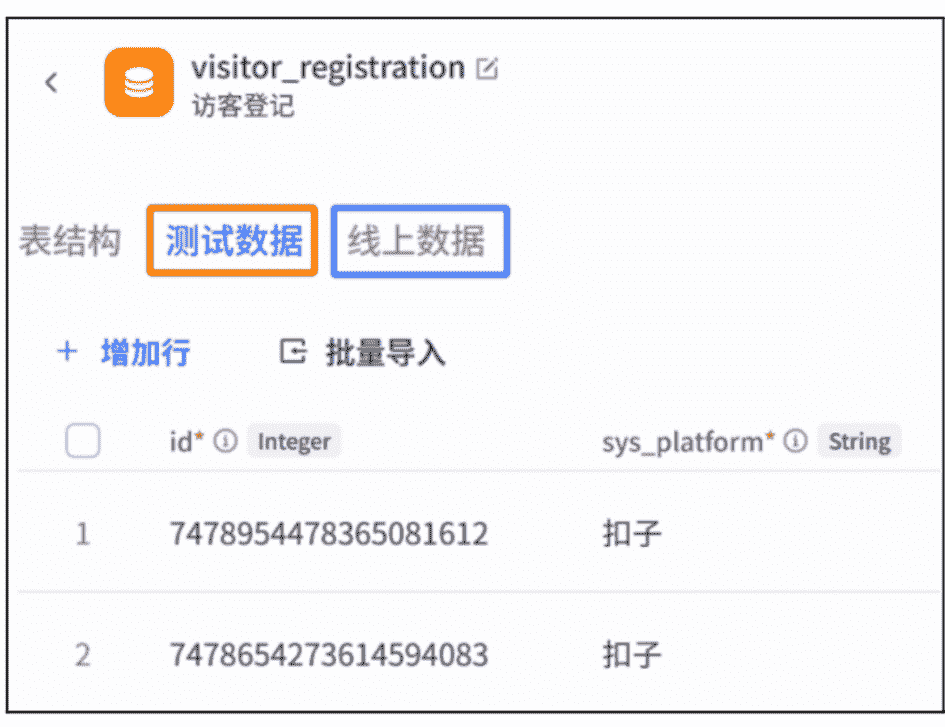 visitor_registration
访客登记
表结构 测试数据 线上数据
+ 增加行 批量导入
id* Integer sys_platform* String
1 7478954478365081612 扣子
2 7478654273614594083 扣子